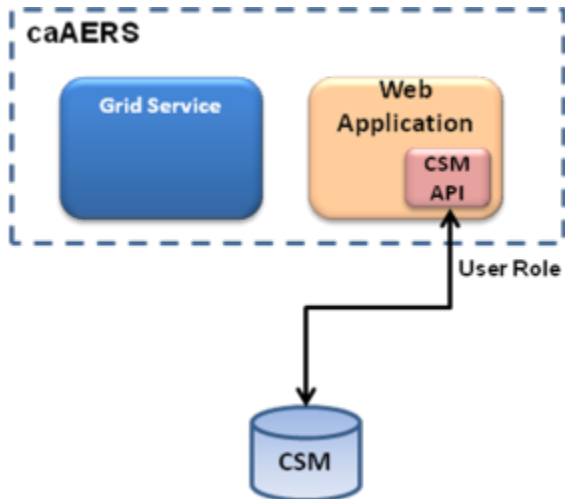 caAERS
Grid Service
Web
Application
CSM
API
User Role
CSM